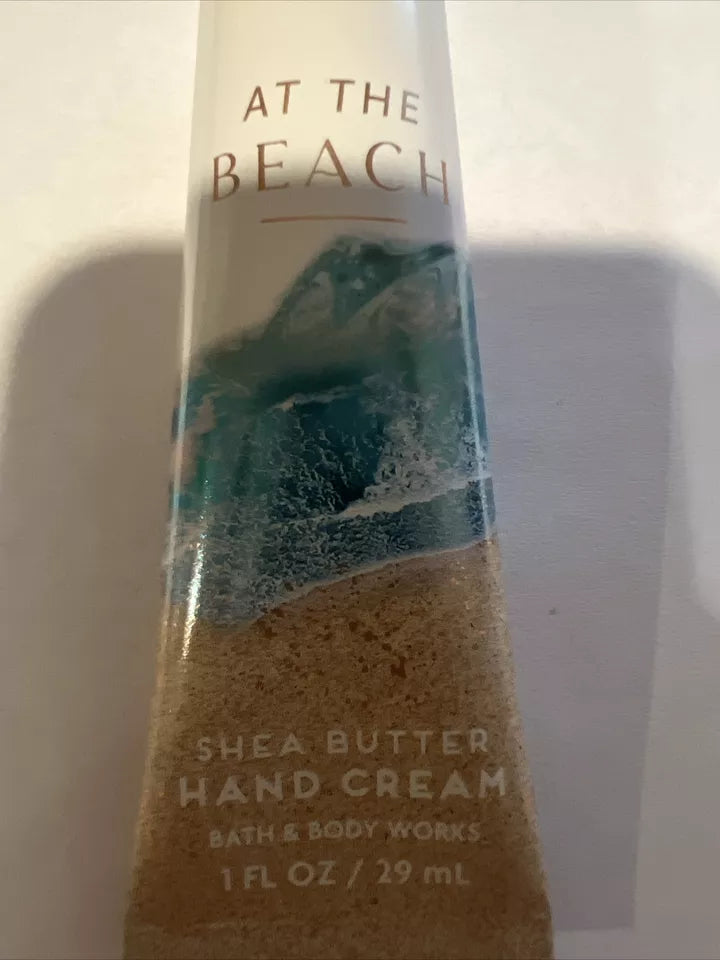 AT THE
BEACH
SHEA BUTTER
HAND CREAM
BATH & BODY WORKS
1 FL OZ / 29 mL